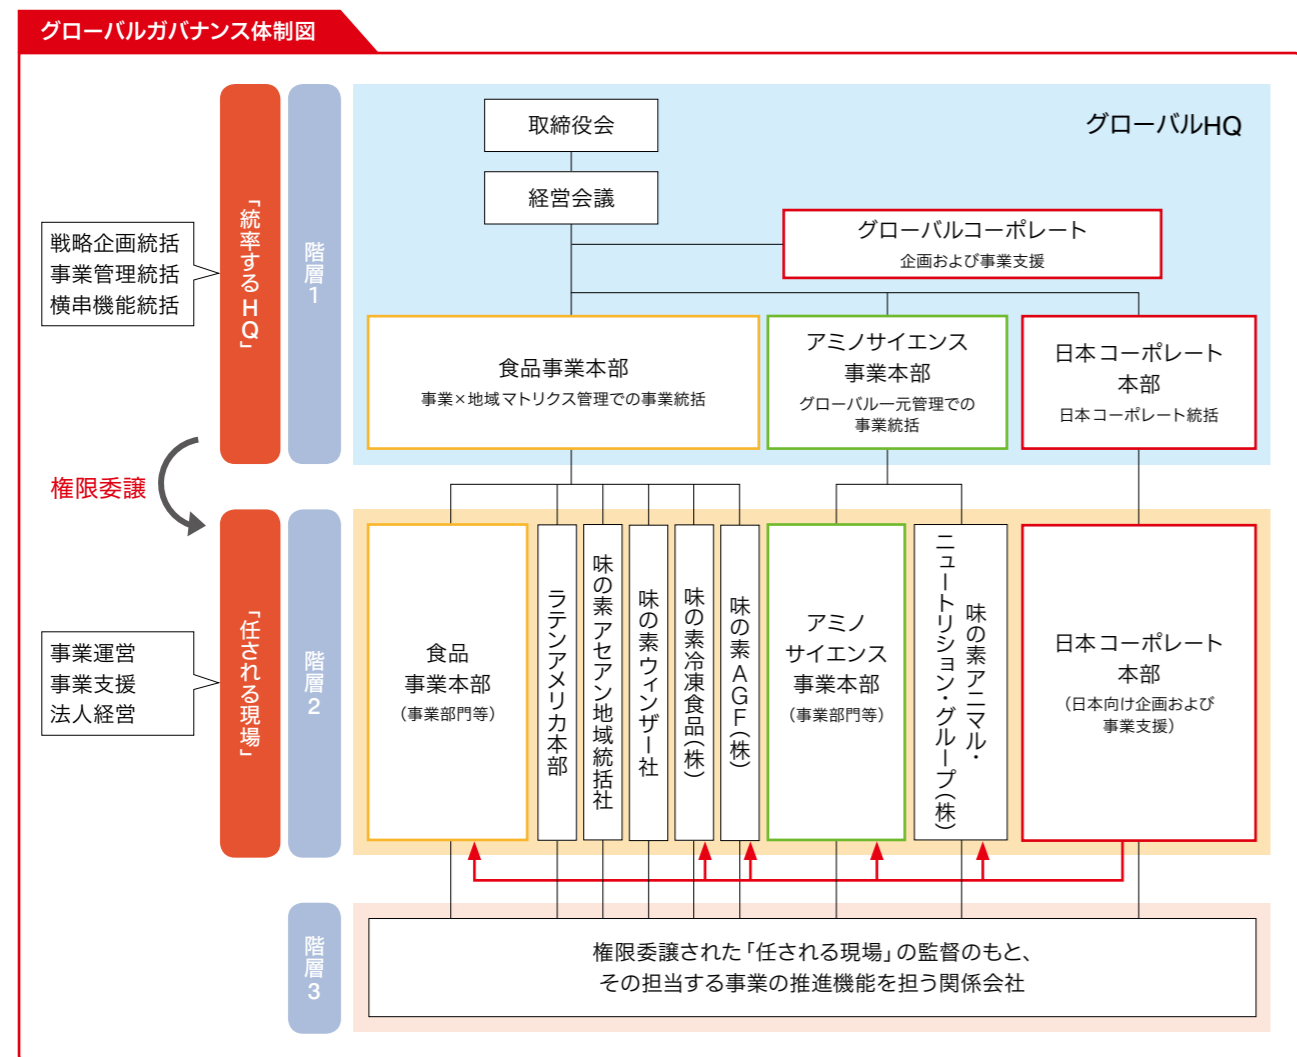 グローバルガバナンス体制図
グローバルHQ
取締役会
経営会議
グローバルコーポレート
企画および事業支援
戦略企画統括
事業管理統括
横串機能統括
「統率するHQ」
階層1
食品事業本部
事業×地域マトリクス管理での事業統括
アミノサイエンス
事業本部
グローバル一元管理での
事業統括
日本コーポレート
本部
日本コーポレート統括
権限委譲
事業運営
事業支援
法人経営
「任される現場」
階層2
食品
事業本部
（事業部門等）
ラテンアメリカ本部
味の素アセアン地域統括社
味の素ウィンザー社
味の素冷凍食品（株）
味の素AGF（株）
アミノ
サイエンス
事業本部
（事業部門等）
味の素アニマル・
ニュートリション・グループ（株）
日本コーポレート
本部
（日本向け企画および
事業支援）
階層3
権限委譲された「任される現場」の監督のもと、
その担当する事業の推進機能を担う関係会社